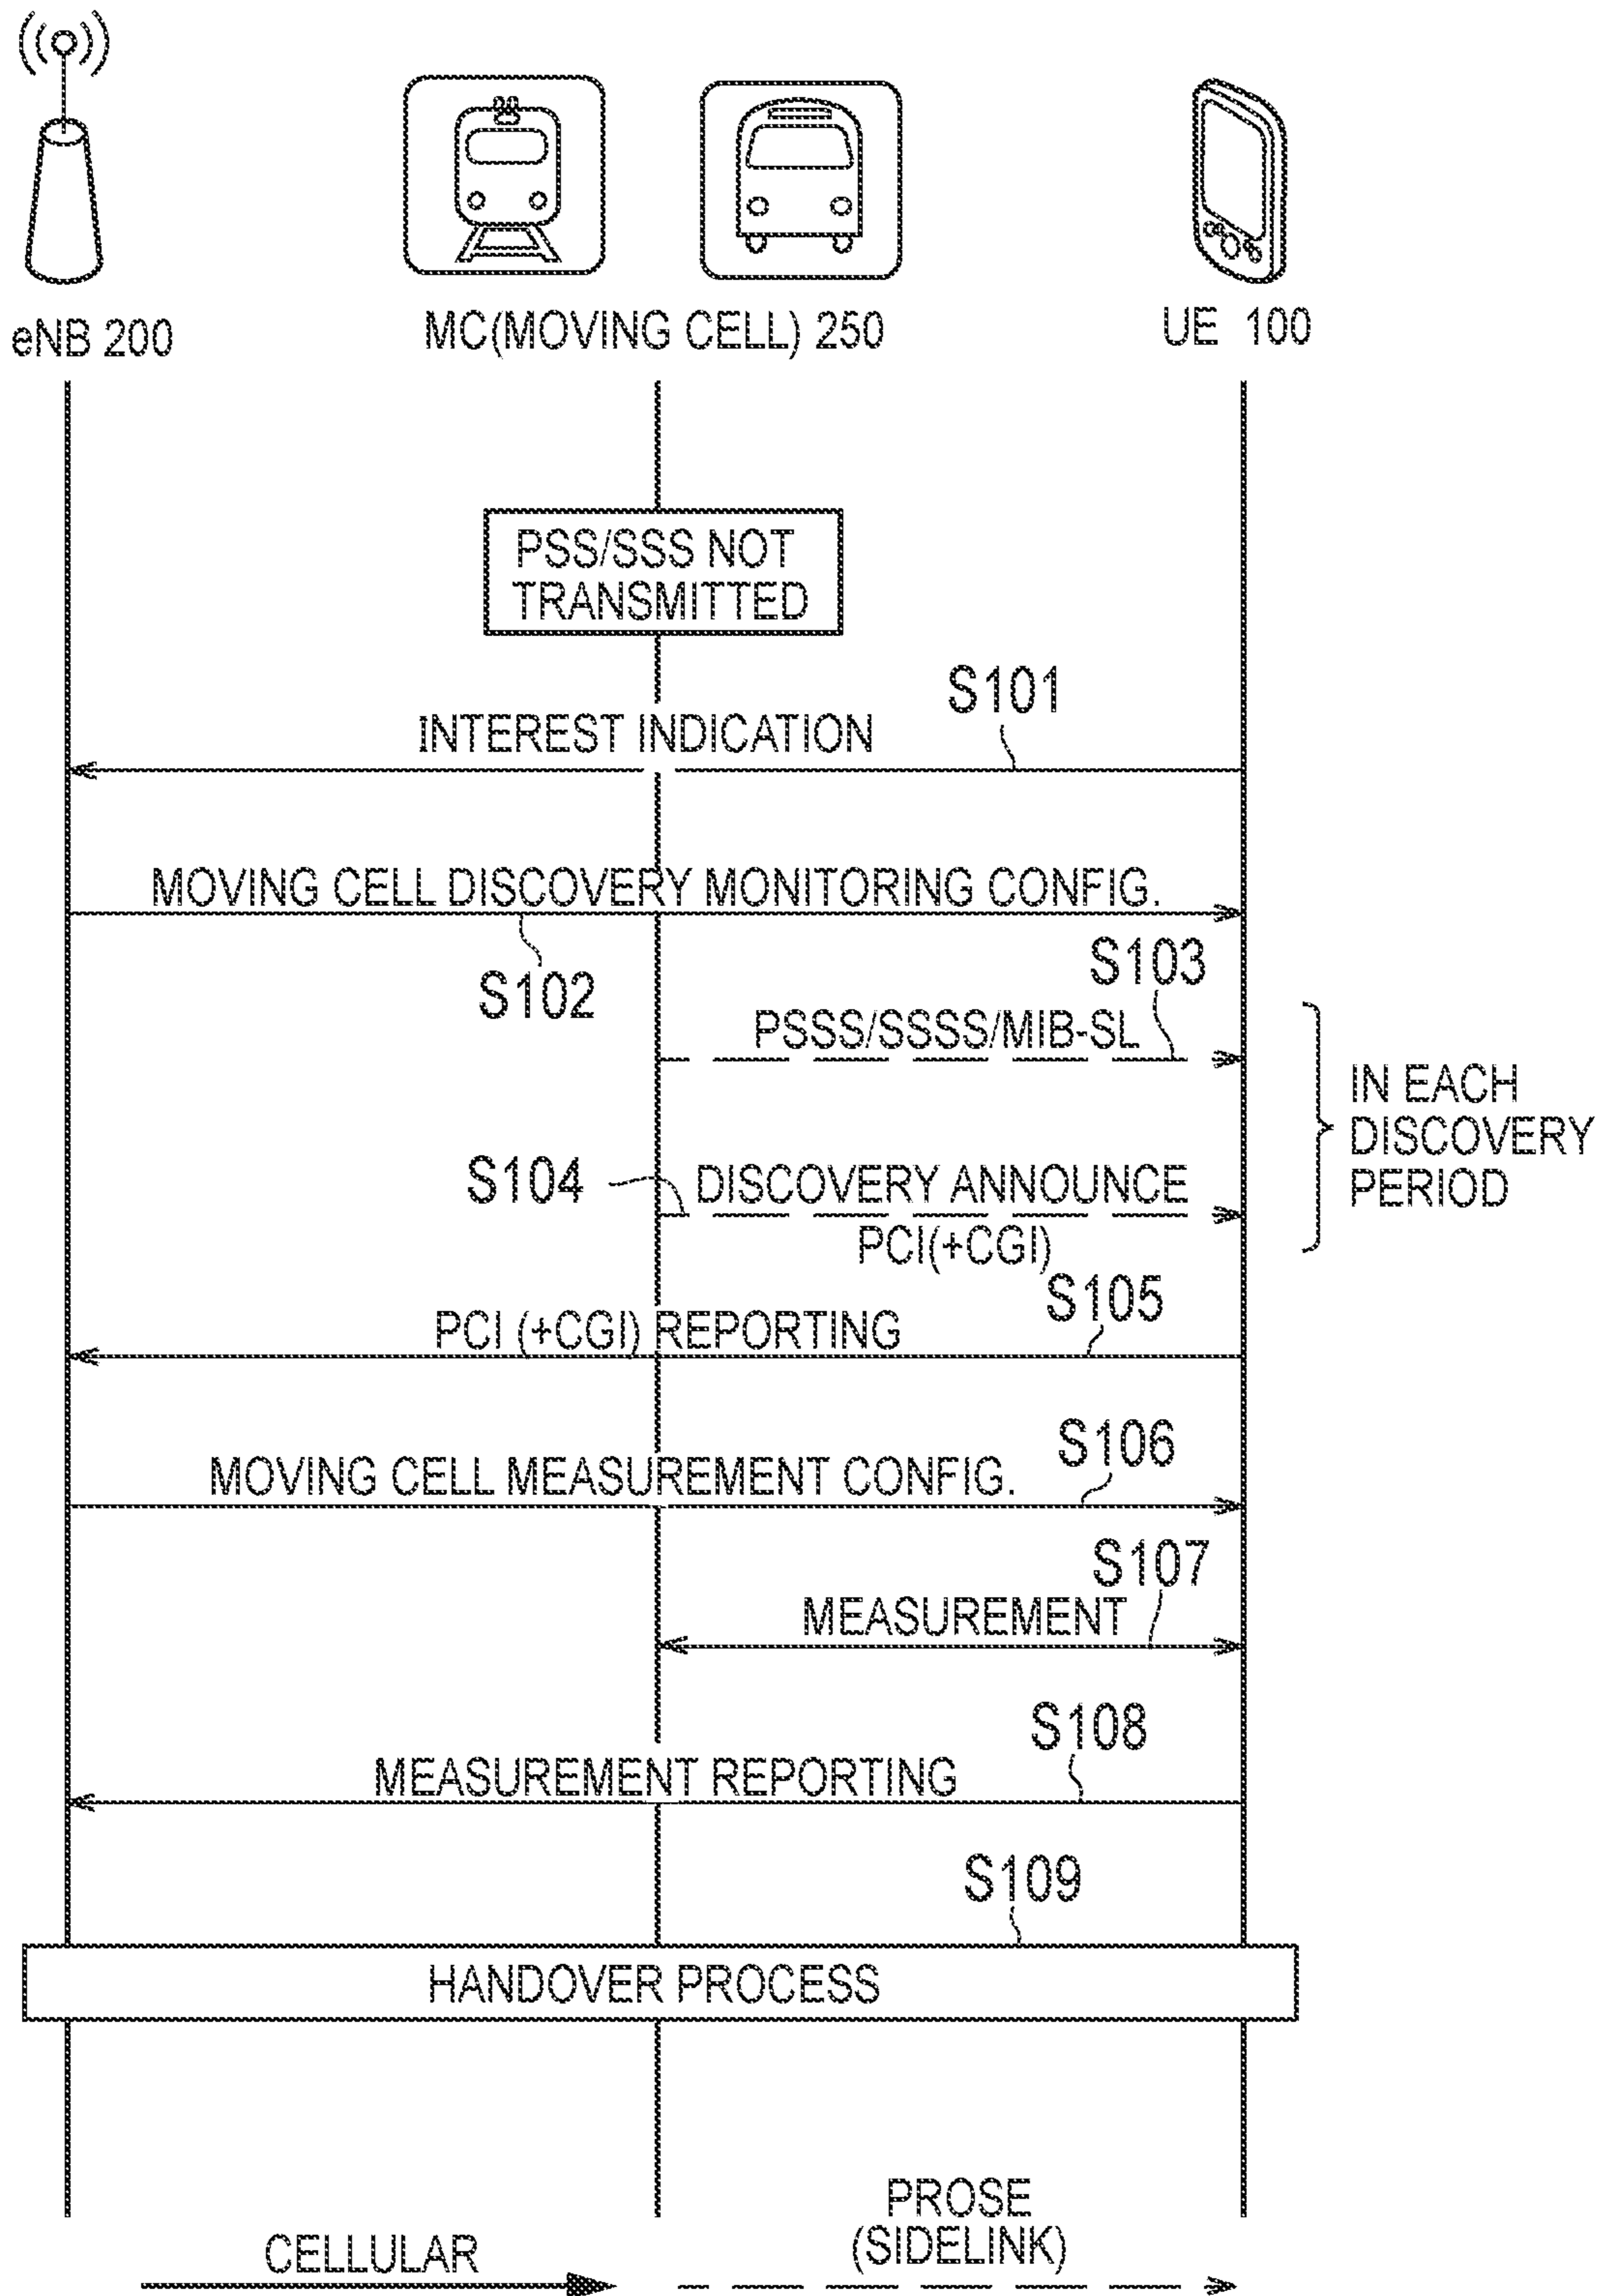 eNB 200
MC(MOVING CELL) 250
UE 100
PSS/SSS NOT
TRANSMITTED
S101
INTEREST INDICATION
MOVING CELL DISCOVERY MONITORING CONFIG.
S102
S103
PSSS/SSSS/MIB-SL
IN EACH
DISCOVERY
PERIOD
S104
DISCOVERY ANNOUNCE
PCI(+CGI)
S105
PCI (+CGI) REPORTING
S106
MOVING CELL MEASUREMENT CONFIG.
S107
MEASUREMENT
S108
MEASUREMENT REPORTING
S109
HANDOVER PROCESS
CELLULAR
PROSE
(SIDELINK)